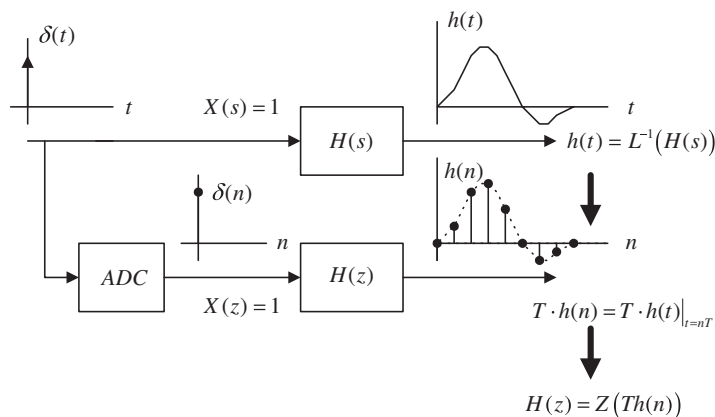 δ(t)
h(t)
t
X(s) = 1
t
H(s)
h(t) = L⁻¹(H(s))
δ(n)
h(n)
n
n
ADC
H(z)
X(z) = 1
T · h(n) = T · h(t)|ₜ₌ₙT
H(z) = Z(Th(n))